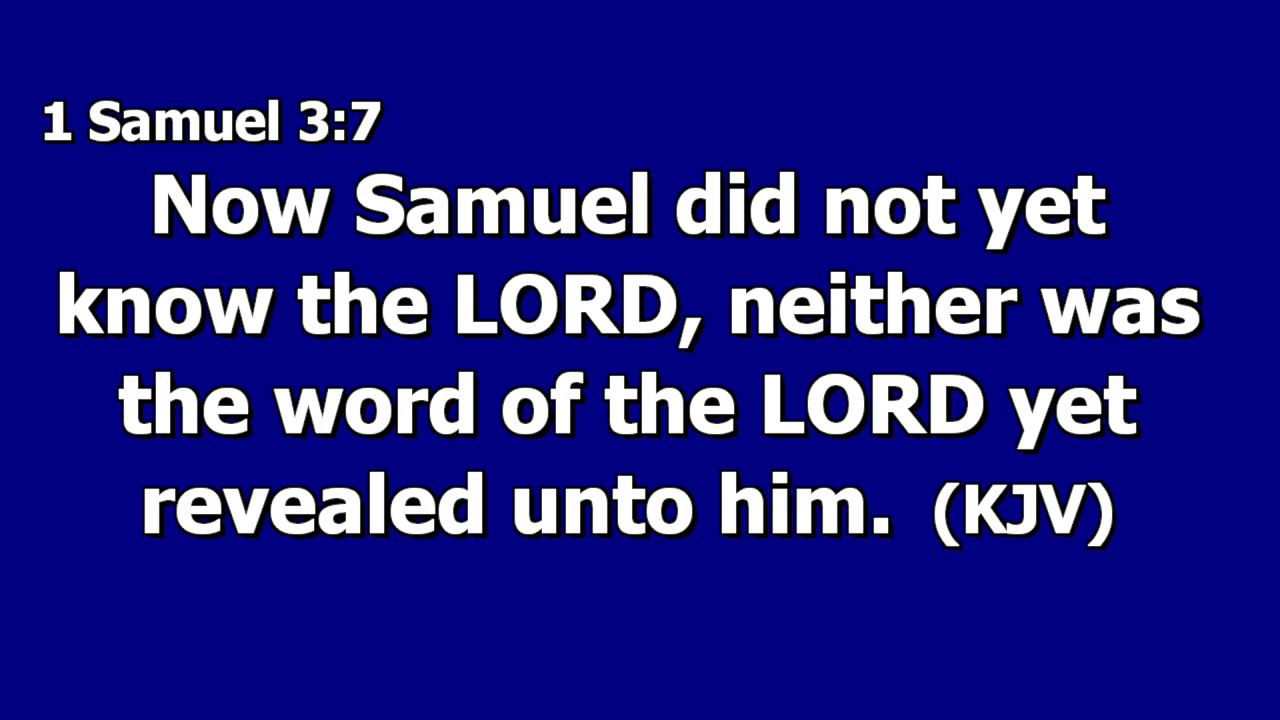 1 Samuel 3:7
Now Samuel did not yet
know the LORD, neither was
the word of the LORD yet
revealed unto him. (KJV)